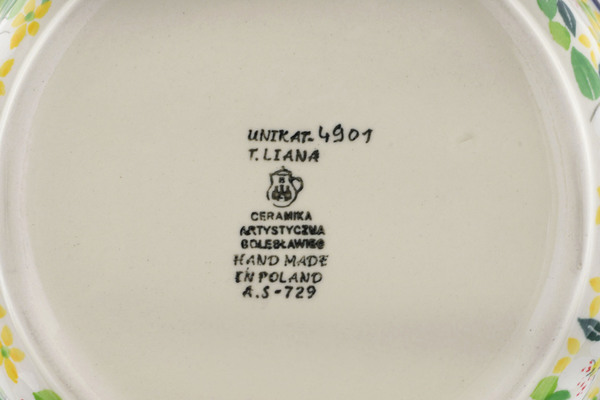 UNIKAT-4901
T. LIANA
B
CERAMIKA
ARTYSTYCZNA
BOLESŁAWIEC
HAND MADE
IN POLAND
A.S-729